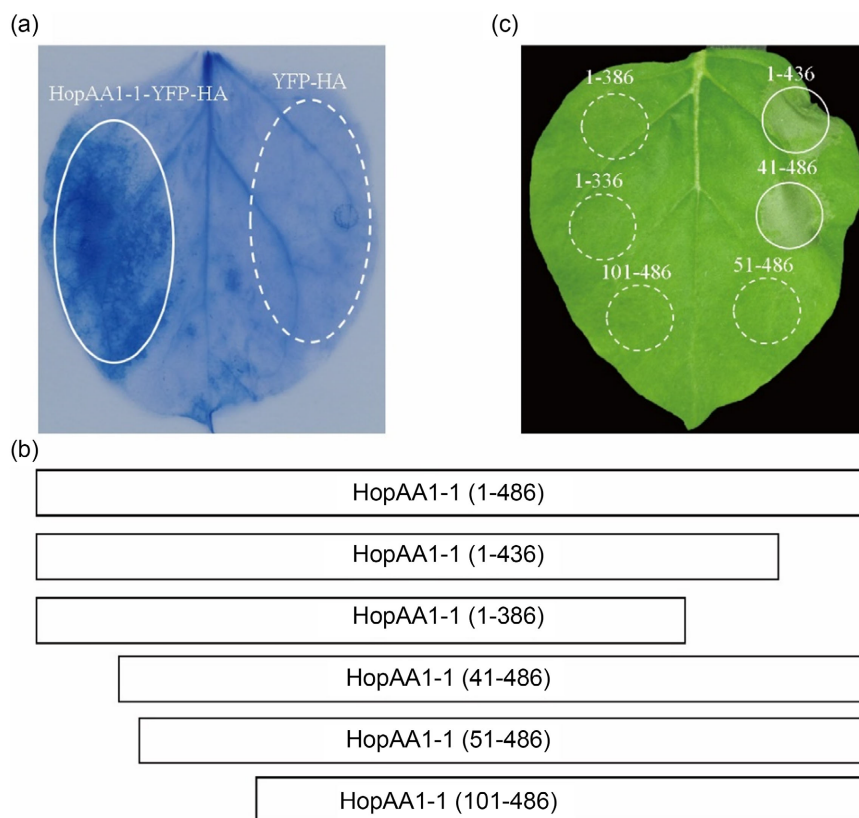 (a)
HopAA1-1-YFP-HA
YFP-HA
(c)
1-386
1-436
1-336
41-486
101-486
51-486
(b)
HopAA1-1 (1-486)
HopAA1-1 (1-436)
HopAA1-1 (1-386)
HopAA1-1 (41-486)
HopAA1-1 (51-486)
HopAA1-1 (101-486)